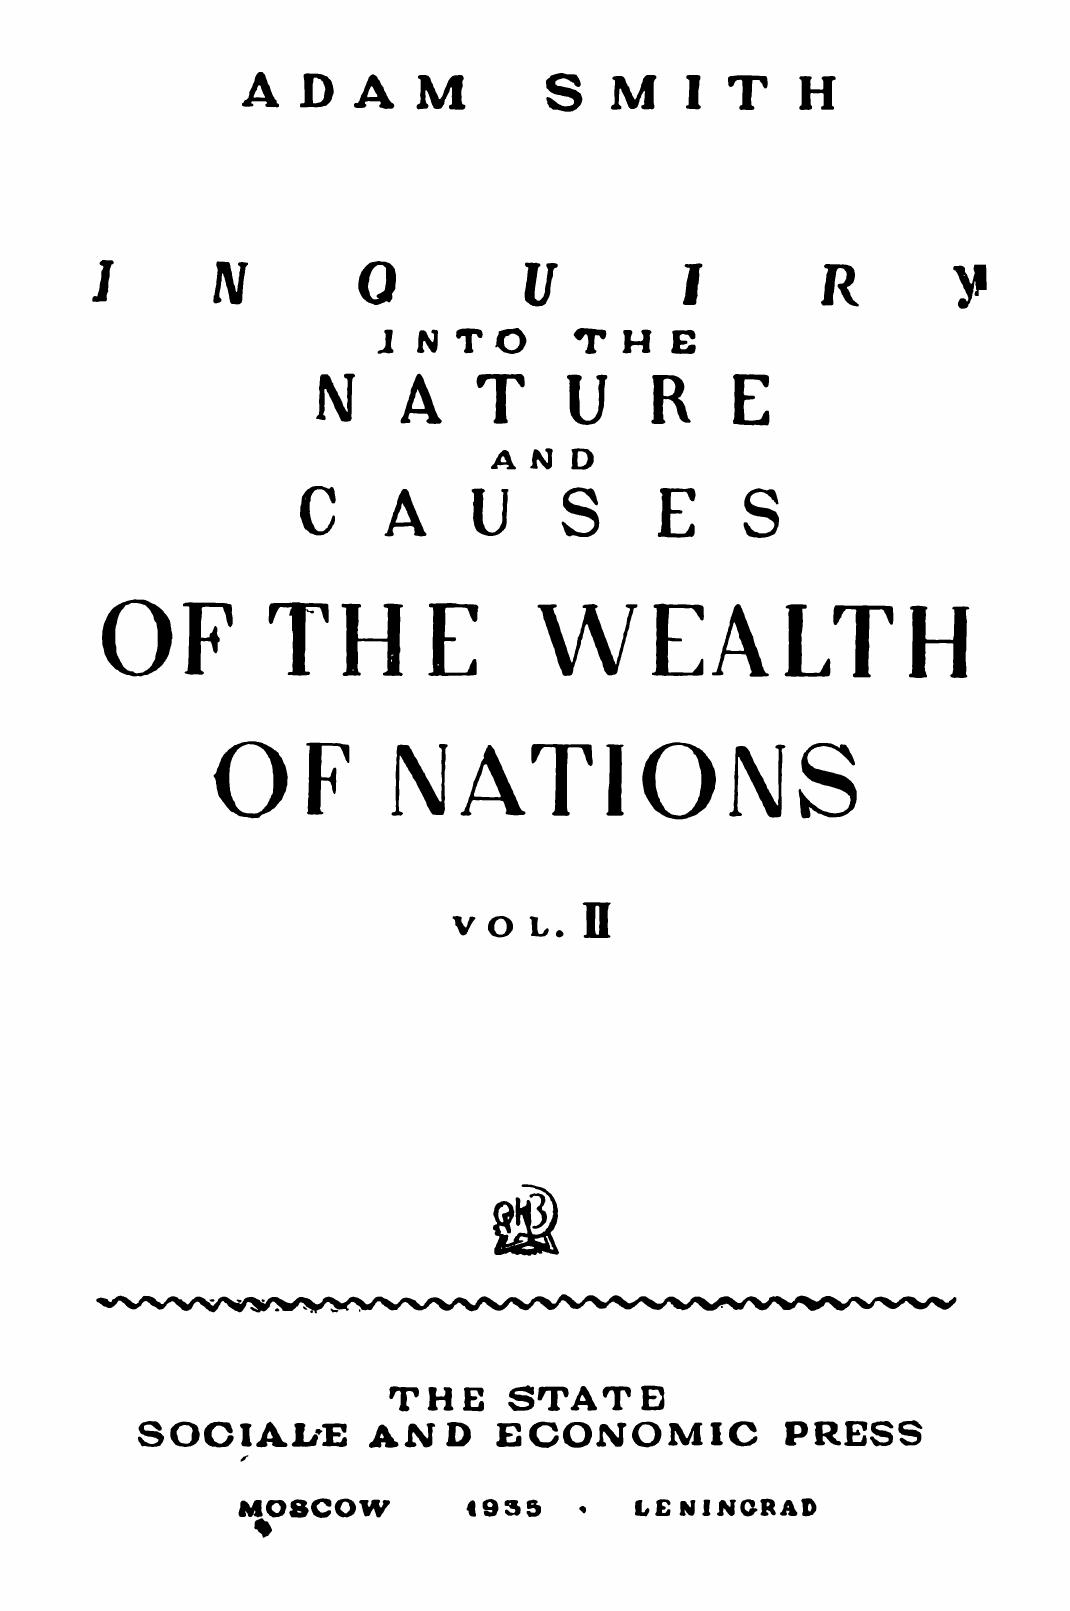 ADAM SMITH
INQUIRY
INTO THE
NATURE
AND
CAUSES
OF THE WEALTH
OF NATIONS
VOL. II
THE STATE
SOCIALE AND ECONOMIC PRESS
MOSCOW 1935 · LENINGRAD